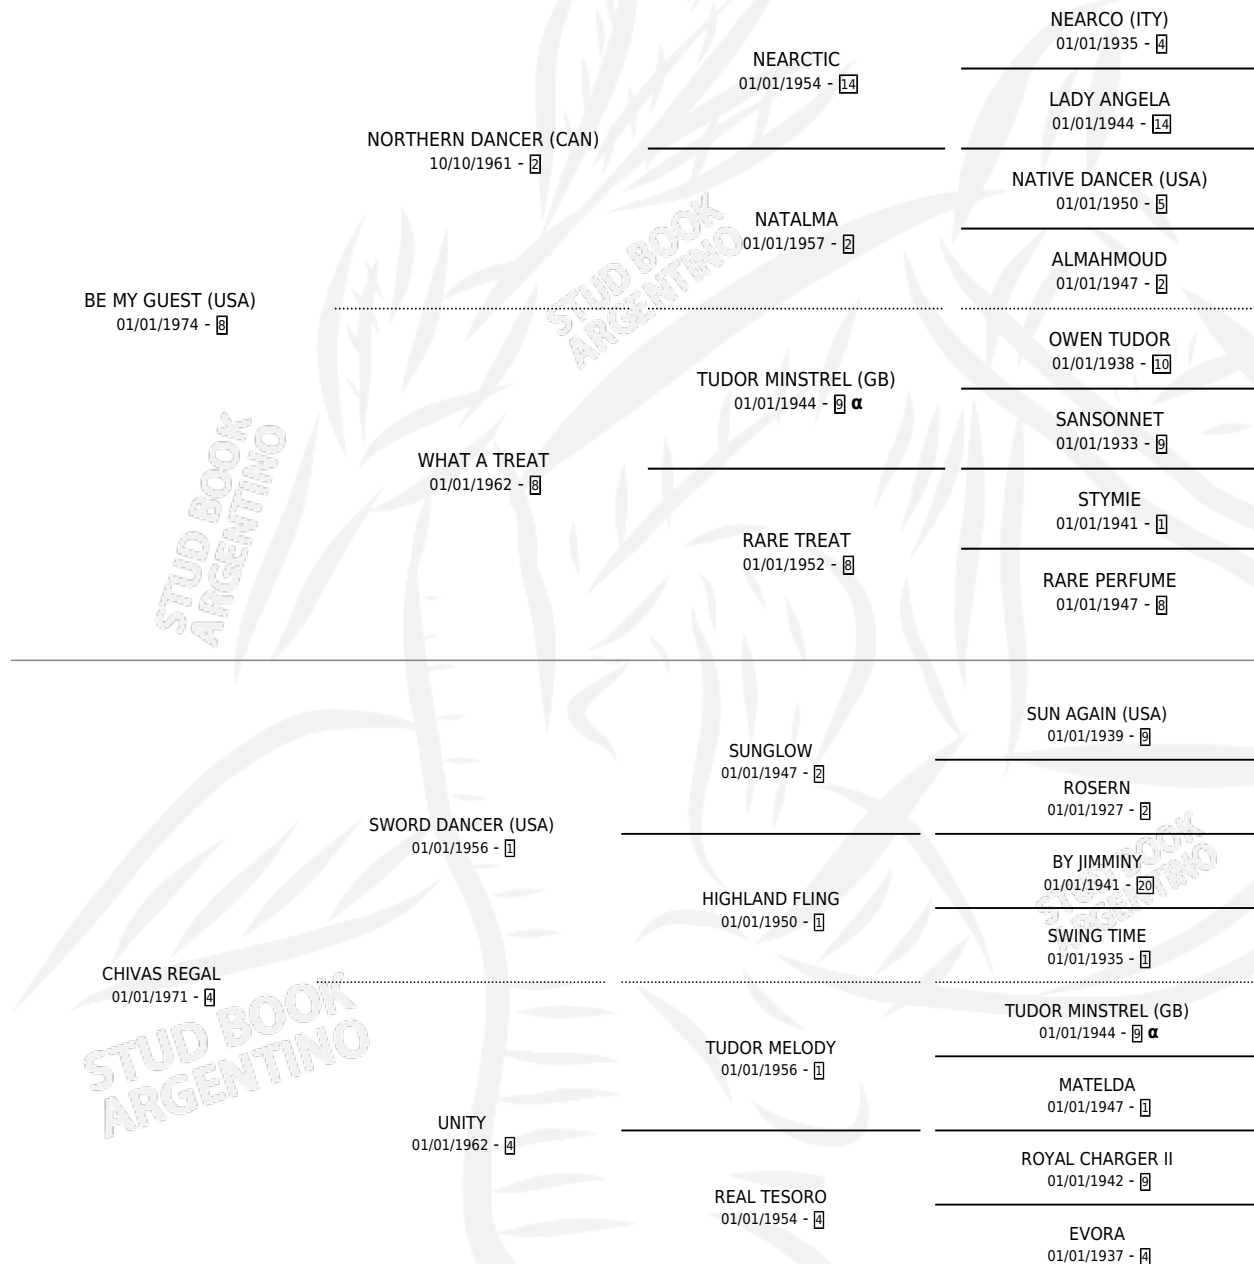 NEARCO (ITY)
01/01/1935 - 4
NEARCTIC
01/01/1954 - 14
LADY ANGELA
01/01/1944 - 14
NORTHERN DANCER (CAN)
10/10/1961 - 2
NATIVE DANCER (USA)
01/01/1950 - 5
NATALMA
01/01/1957 - 2
ALMAHMOUD
01/01/1947 - 2
BE MY GUEST (USA)
01/01/1974 - 8
OWEN TUDOR
01/01/1938 - 10
TUDOR MINSTREL (GB)
01/01/1944 - 9 α
SANSONNET
01/01/1933 - 9
WHAT A TREAT
01/01/1962 - 8
STYMIE
01/01/1941 - 1
RARE TREAT
01/01/1952 - 8
RARE PERFUME
01/01/1947 - 8
SUN AGAIN (USA)
01/01/1939 - 9
SUNGLOW
01/01/1947 - 2
ROSERN
01/01/1927 - 2
SWORD DANCER (USA)
01/01/1956 - 1
BY JIMMINY
01/01/1941 - 20
HIGHLAND FLING
01/01/1950 - 1
SWING TIME
01/01/1935 - 1
CHIVAS REGAL
01/01/1971 - 4
TUDOR MINSTREL (GB)
01/01/1944 - 9 α
TUDOR MELODY
01/01/1956 - 1
MATELDA
01/01/1947 - 1
UNITY
01/01/1962 - 4
ROYAL CHARGER II
01/01/1942 - 9
REAL TESORO
01/01/1954 - 4
EVORA
01/01/1937 - 4
STUD BOOK
ARGENTINO
STUD BOOK
ARGENTINO
STUD BOOK
ARGENTINO
STUD BOOK
ARGENTINO